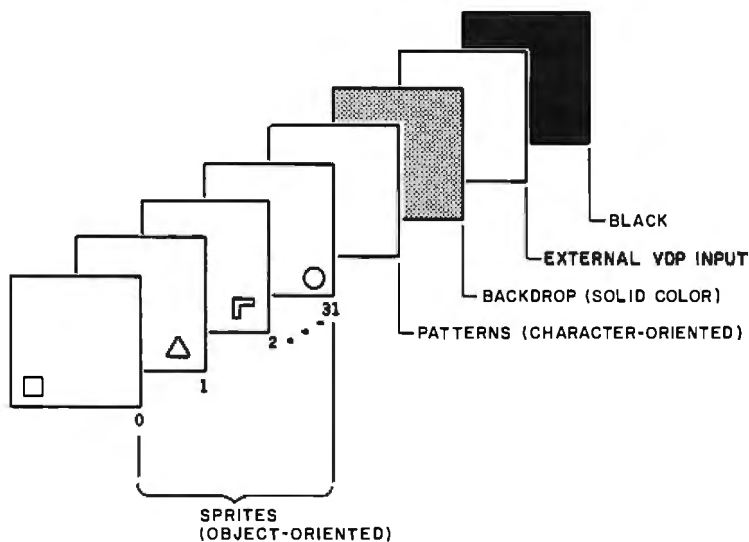 BLACK
EXTERNAL VDP INPUT
BACKDROP (SOLID COLOR)
31
PATTERNS (CHARACTER-ORIENTED)
2
1
0
SPRITES
(OBJECT-ORIENTED)